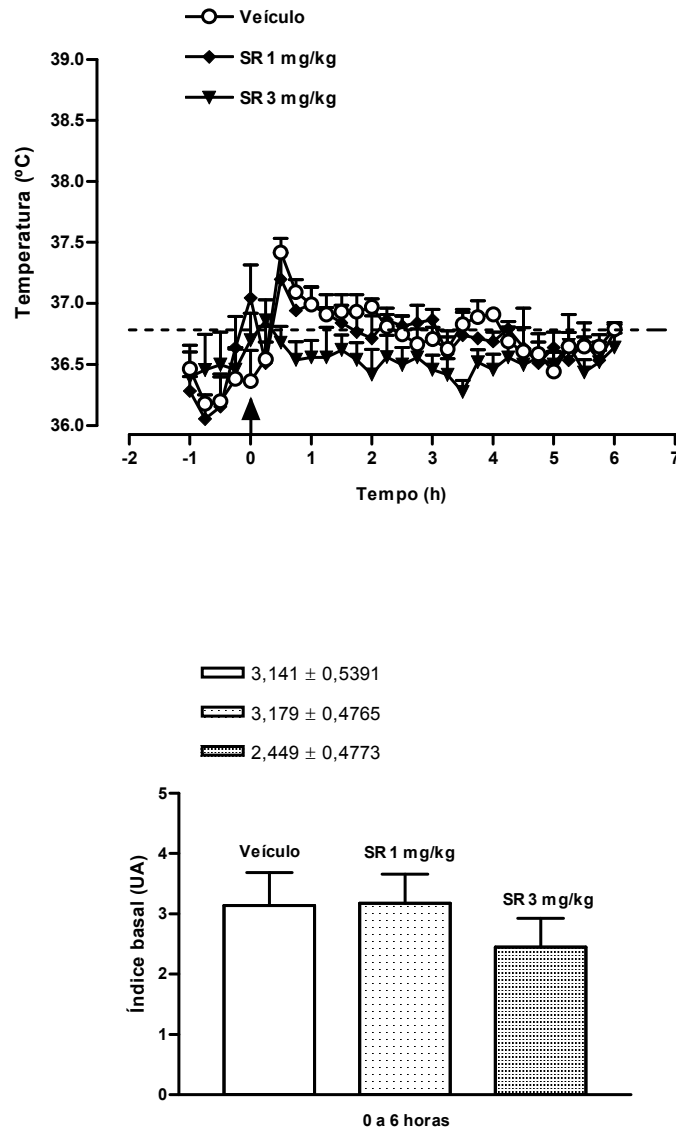 Veículo
SR 1 mg/kg
SR 3 mg/kg
39.0
38.5
38.0
37.5
37.0
36.5
36.0
Temperatura (ºC)
-2 -1 0 1 2 3 4 5 6 7
Tempo (h)
3,141 ± 0,5391
3,179 ± 0,4765
2,449 ± 0,4773
5
4
3
2
1
0
Índice basal (UA)
Veículo
SR 1 mg/kg
SR 3 mg/kg
0 a 6 horas